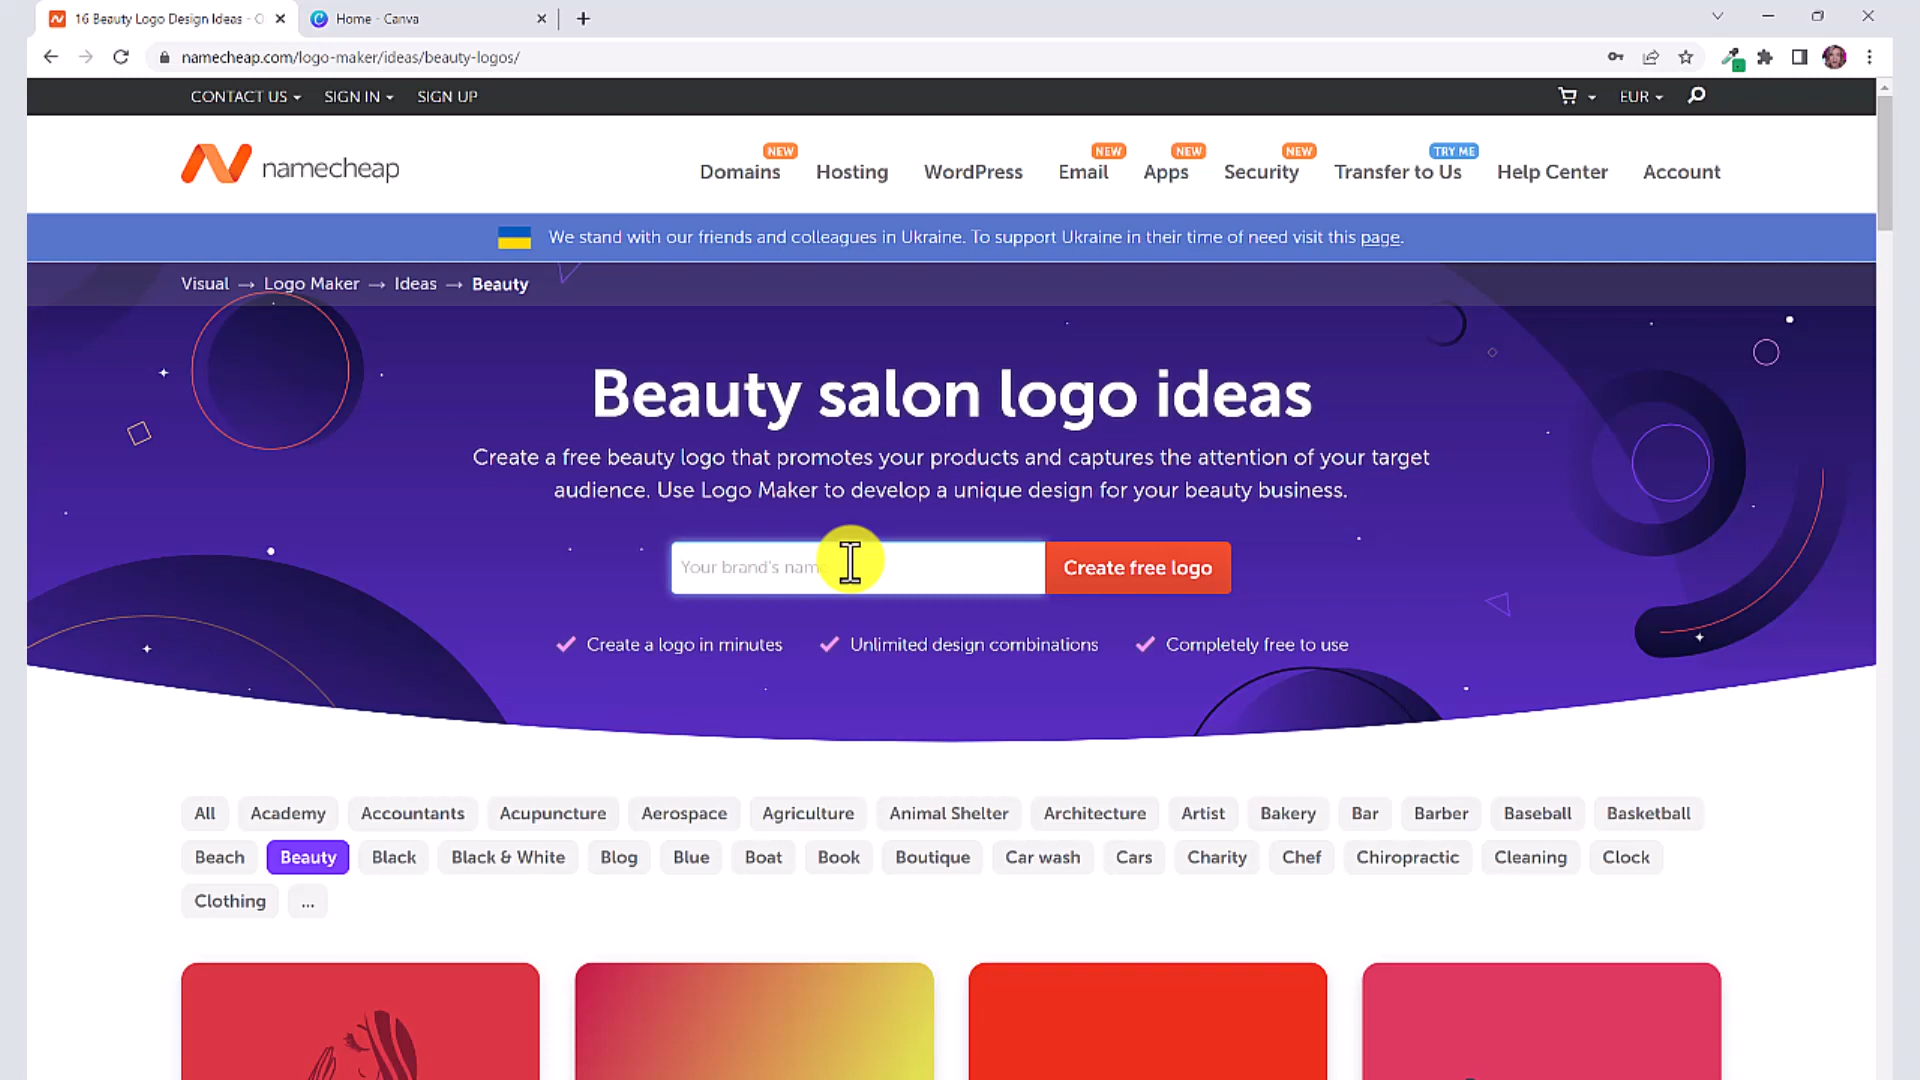 16 Beauty Logo Design Ideas - 
Home - Canva
namecheap.com/logo-maker/ideas/beauty-logos/
CONTACT US SIGN IN SIGN UP EUR
namecheap
NEW NEW NEW NEW TRY ME
Domains Hosting WordPress Email Apps Security Transfer to Us Help Center Account
We stand with our friends and colleagues in Ukraine. To support Ukraine in their time of need visit this page.
Visual → Logo Maker → Ideas → Beauty
Beauty salon logo ideas
Create a free beauty logo that promotes your products and captures the attention of your target
audience. Use Logo Maker to develop a unique design for your beauty business.
Your brand's name
Create free logo
Create a logo in minutes Unlimited design combinations Completely free to use
All Academy Accountants Acupuncture Aerospace Agriculture Animal Shelter Architecture Artist Bakery Bar Barber Baseball Basketball
Beach Beauty Black Black & White Blog Blue Boat Book Boutique Car wash Cars Charity Chef Chiropractic Cleaning Clock
Clothing ...